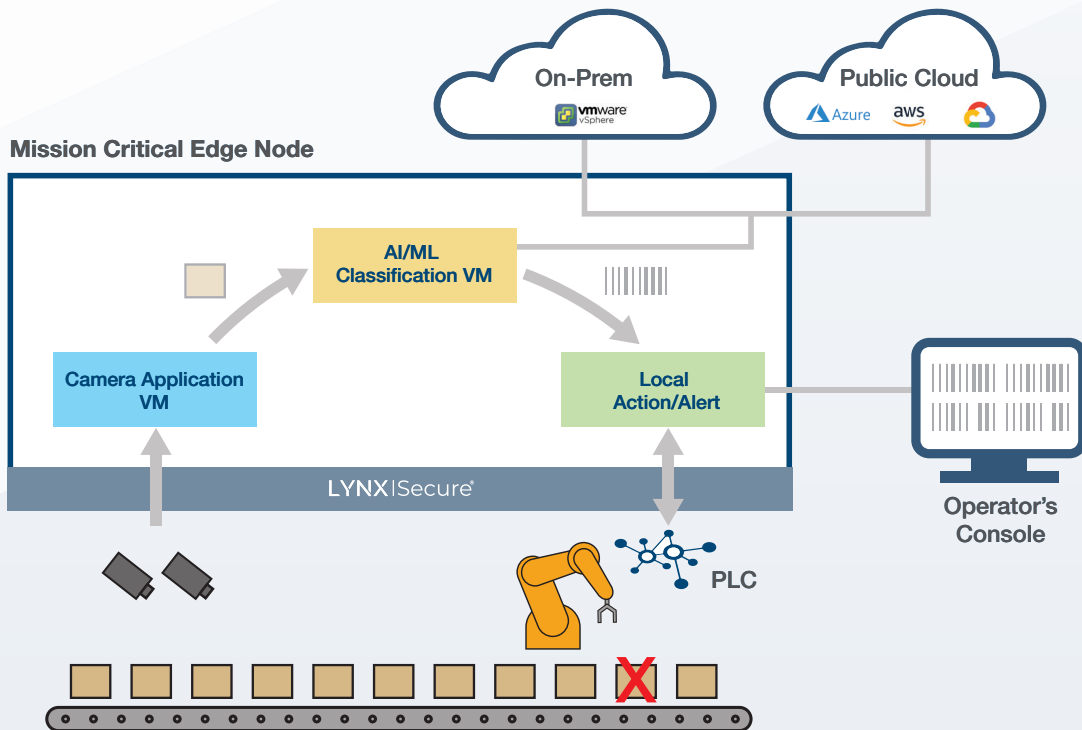 On-Prem
vmware
vSphere
Public Cloud
Azure
aws
Mission Critical Edge Node
AI/ML
Classification VM
Camera Application
VM
Local
Action/Alert
LYNX|Secure®
Operator's
Console
PLC
X